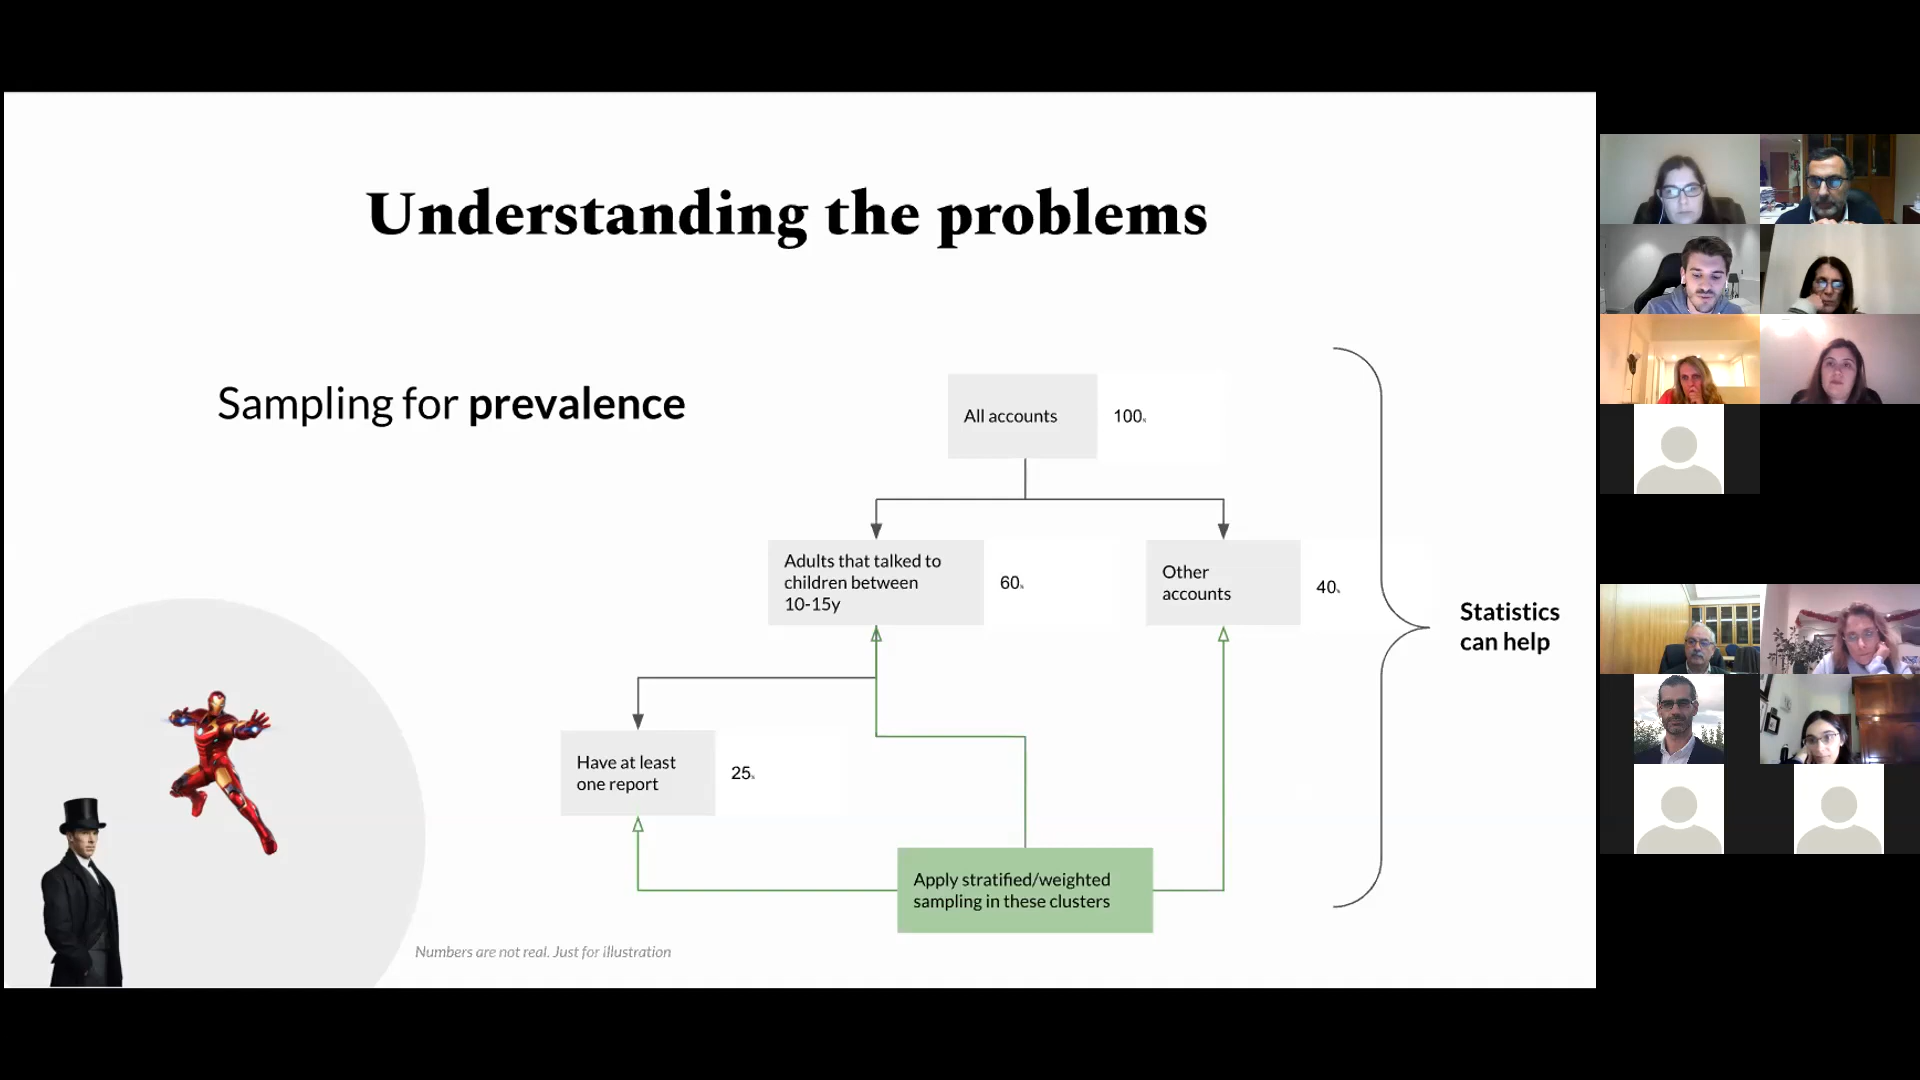 Understanding the problems
Sampling for prevalence
All accounts
100%
Adults that talked to
children between
10-15y
60%
Other
accounts
40%
Statistics
can help
Have at least
one report
25%
Apply stratified/weighted
sampling in these clusters
Numbers are not real. Just for illustration